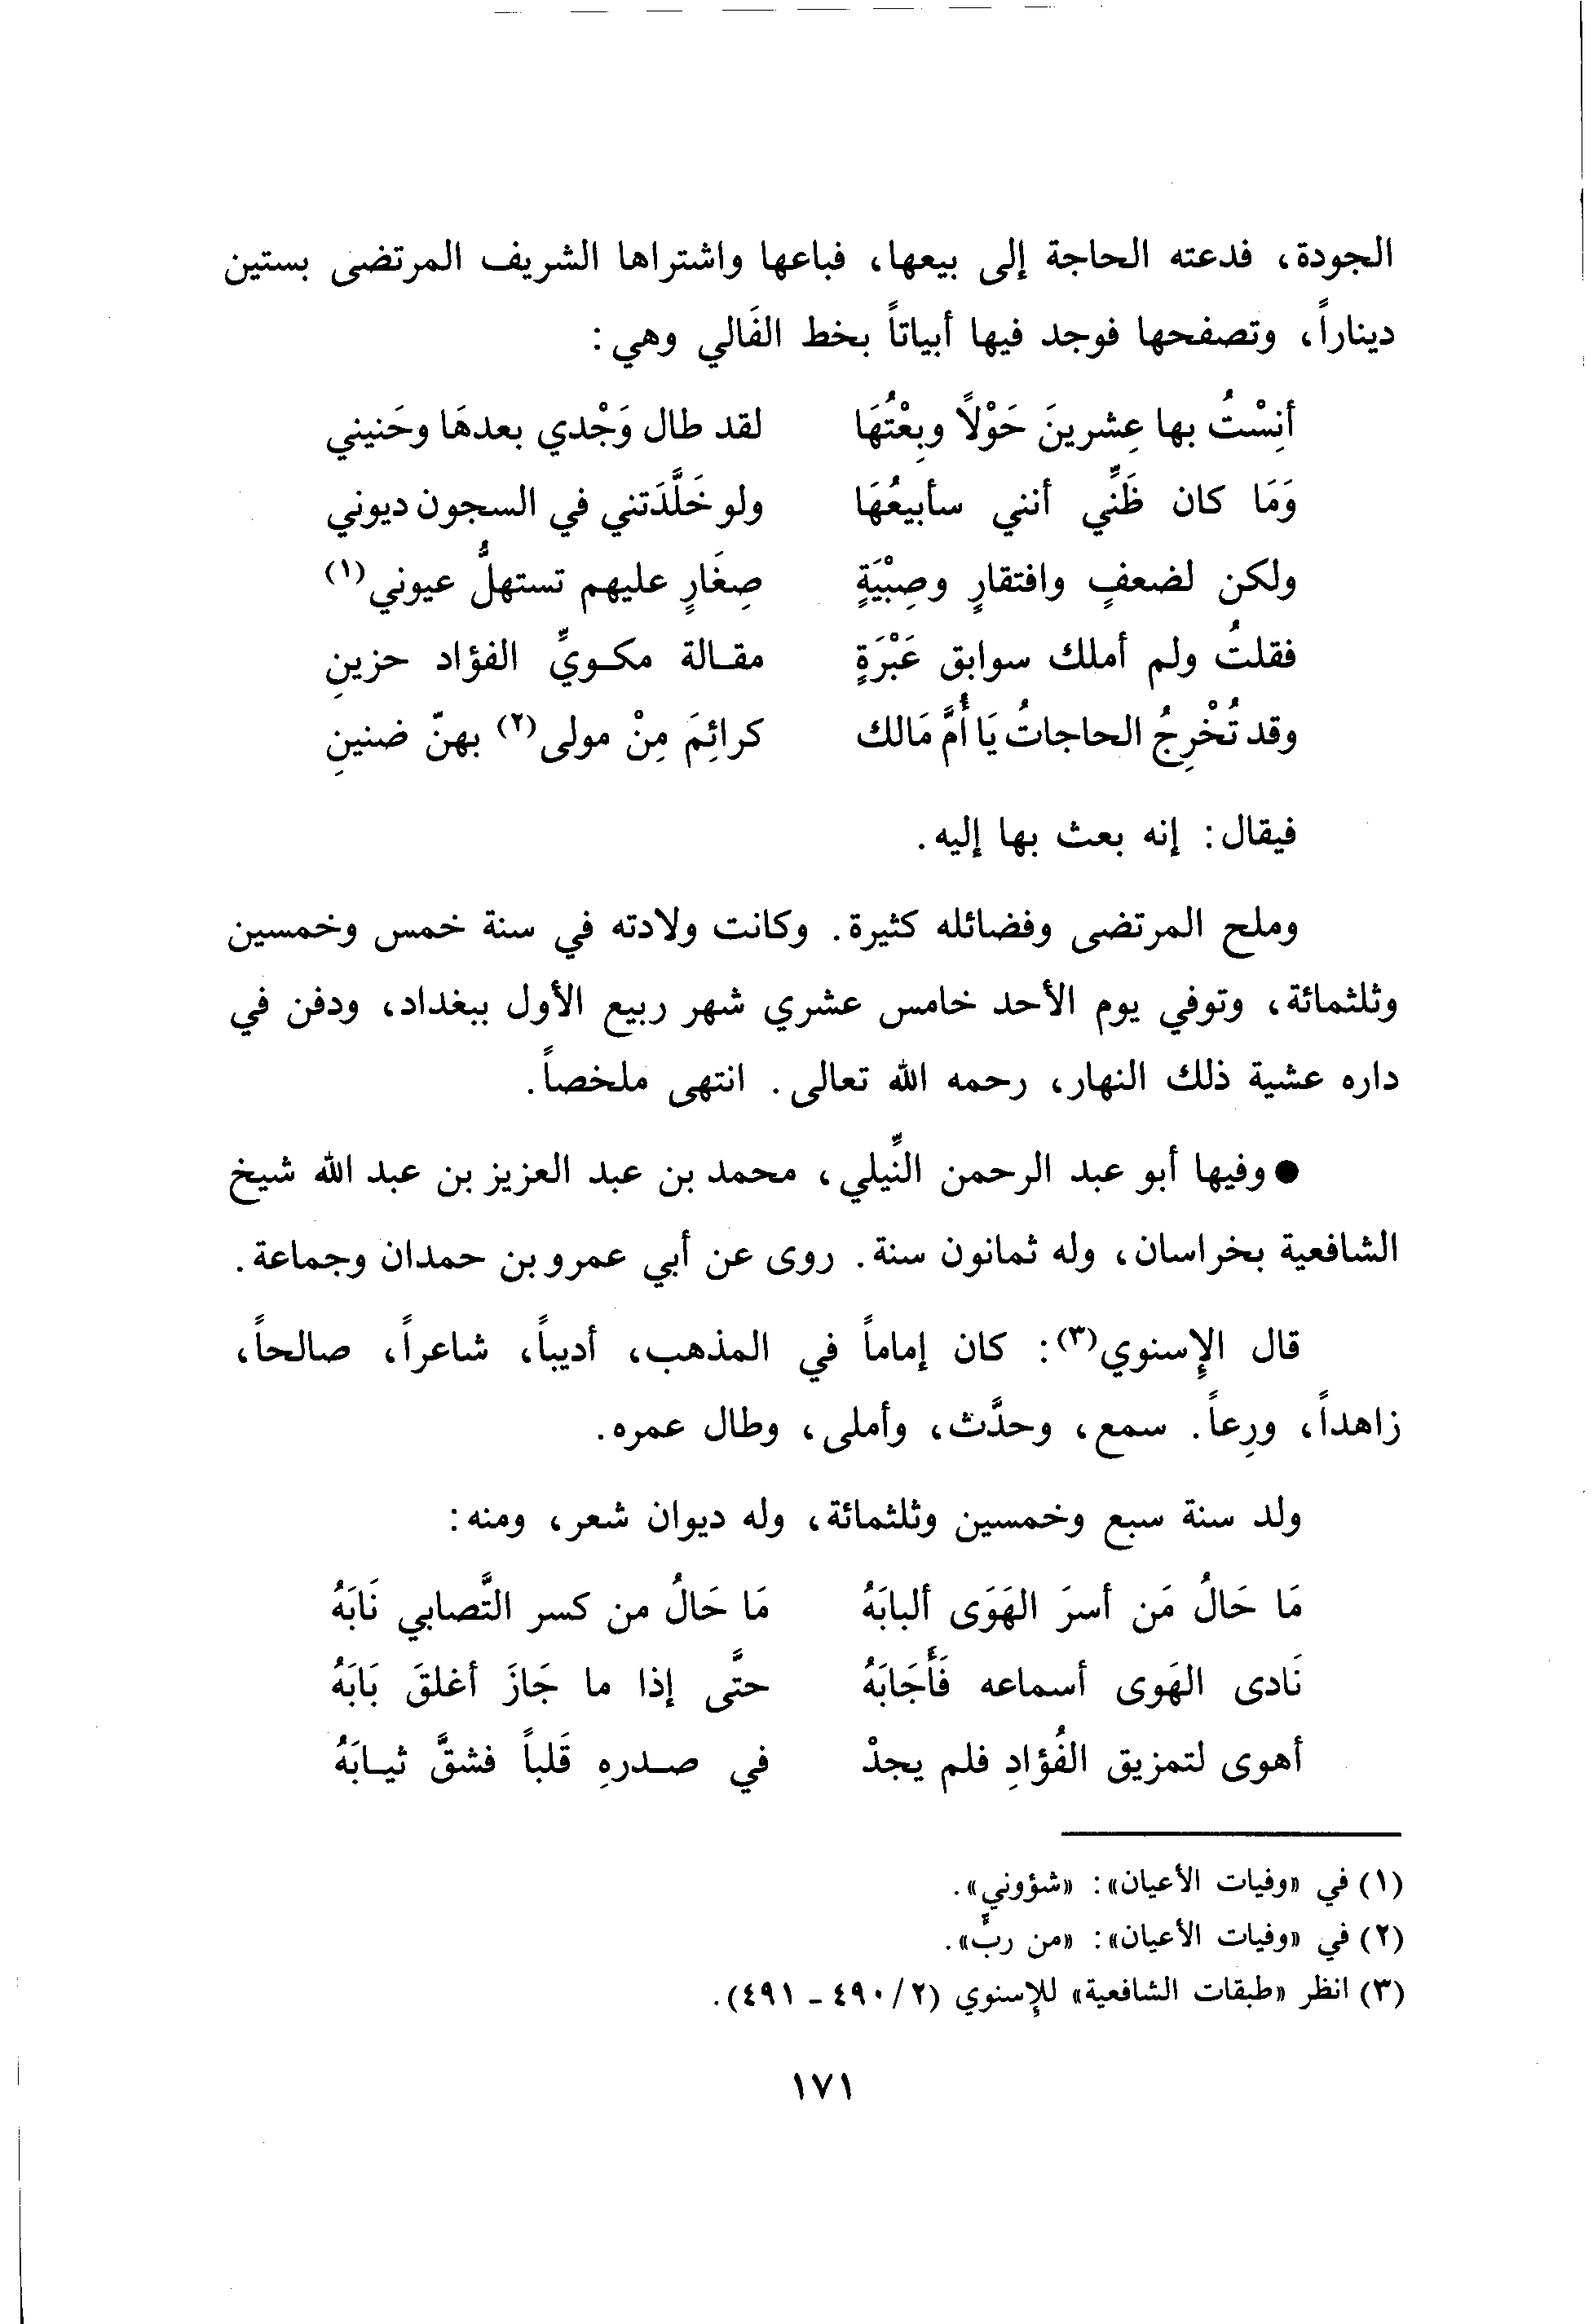 الجودة، فدعته الحاجة إلى بيعها، فباعها واشتراها الشريف المرتضى بستين
ديناراً، وتصفحها فوجد فيها أبياتاً بخط الفَالي وهي:
أنِسْتُ بها عِشرينَ حَوْلاً وبِعْتُهَا لقد طال وَجْدي بعدهَا وحَنيني
وَمَا كان ظَنِّي أنني سأبيعُهَا ولو خَلَّدَتني في السجون ديوني
ولكن لضعفٍ وافتقارٍ وصِبْيَةٍ صِغَارٍ عليهم تستهلُّ عيوني(١)
فقلتُ ولم أملك سوابق عَبْرَةٍ مقـالة مكـويِّ الفؤاد حزينِ
وقد تُخْرِجُ الحاجاتُ يَا أُمَّ مَالك كرائِمَ مِنْ مولى(٢) بهنّ ضنينِ
فيقال: إنه بعث بها إليه.
وملح المرتضى وفضائله كثيرة. وكانت ولادته في سنة خمس وخمسين
وثلثمائة، وتوفي يوم الأحد خامس عشري شهر ربيع الأول ببغداد، ودفن في
داره عشية ذلك النهار، رحمه الله تعالى. انتهى ملخصاً.
● وفيها أبو عبد الرحمن النِّيلي، محمد بن عبد العزيز بن عبد الله شيخ
الشافعية بخراسان، وله ثمانون سنة. روى عن أبي عمرو بن حمدان وجماعة.
قال الإسنوي(٣): كان إماماً في المذهب، أديباً، شاعراً، صالحاً،
زاهداً، ورِعاً. سمع، وحدَّث، وأملى، وطال عمره.
ولد سنة سبع وخمسين وثلثمائة، وله ديوان شعر، ومنه:
مَا حَالُ مَن أسرَ الهَوَى ألبابَهُ مَا حَالُ من كسر التَّصابي نَابَهُ
نَادى الهَوى أسماعه فَأَجَابَهُ حتَّى إذا ما جَازَ أغلقَ بَابَهُ
أهوى لتمزيق الفُؤادِ فلم يجدْ في صـدرهِ قَلباً فشقَّ ثيـابَهُ
(١) في «وفيات الأعيان»: «شؤوني».
(٢) في «وفيات الأعيان»: «من ربٍّ».
(٣) انظر «طبقات الشافعية» للإسنوي (٢/ ٤٩٠ - ٤٩١).
١٧١